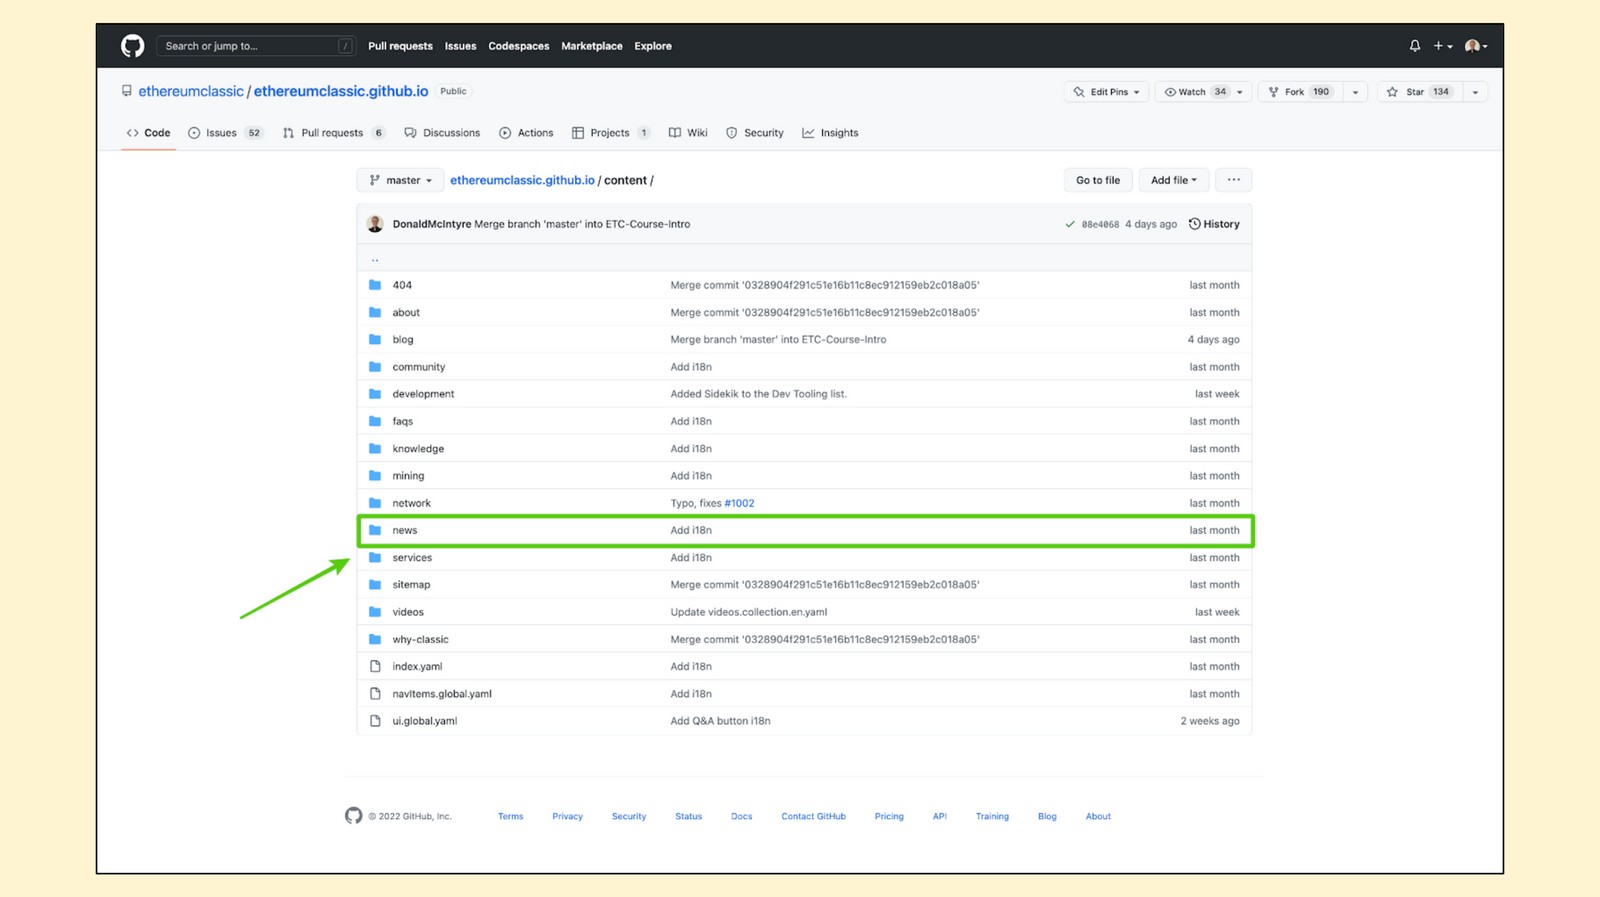 Search or jump to... / Pull requests Issues Codespaces Marketplace Explore
ethereumclassic / ethereumclassic.github.io Public Edit Pins Watch 34 Fork 190 Star 134
Code Issues 52 Pull requests 6 Discussions Actions Projects 1 Wiki Security Insights
master ethereumclassic.github.io / content / Go to file Add file ...
DonaldMcIntyre Merge branch 'master' into ETC-Course-Intro 08e4068 4 days ago History
..
404 Merge commit '0328904f291c51e16b11c8ec912159eb2c018a05' last month
about Merge commit '0328904f291c51e16b11c8ec912159eb2c018a05' last month
blog Merge branch 'master' into ETC-Course-Intro 4 days ago
community Add i18n last month
development Added Sidekik to the Dev Tooling list. last week
faqs Add i18n last month
knowledge Add i18n last month
mining Add i18n last month
network Typo, fixes #1002 last month
news Add i18n last month
services Add i18n last month
sitemap Merge commit '0328904f291c51e16b11c8ec912159eb2c018a05' last month
videos Update videos.collection.en.yaml last week
why-classic Merge commit '0328904f291c51e16b11c8ec912159eb2c018a05' last month
index.yaml Add i18n last month
navItems.global.yaml Add i18n last month
ui.global.yaml Add Q&A button i18n 2 weeks ago
© 2022 GitHub, Inc. Terms Privacy Security Status Docs Contact GitHub Pricing API Training Blog About